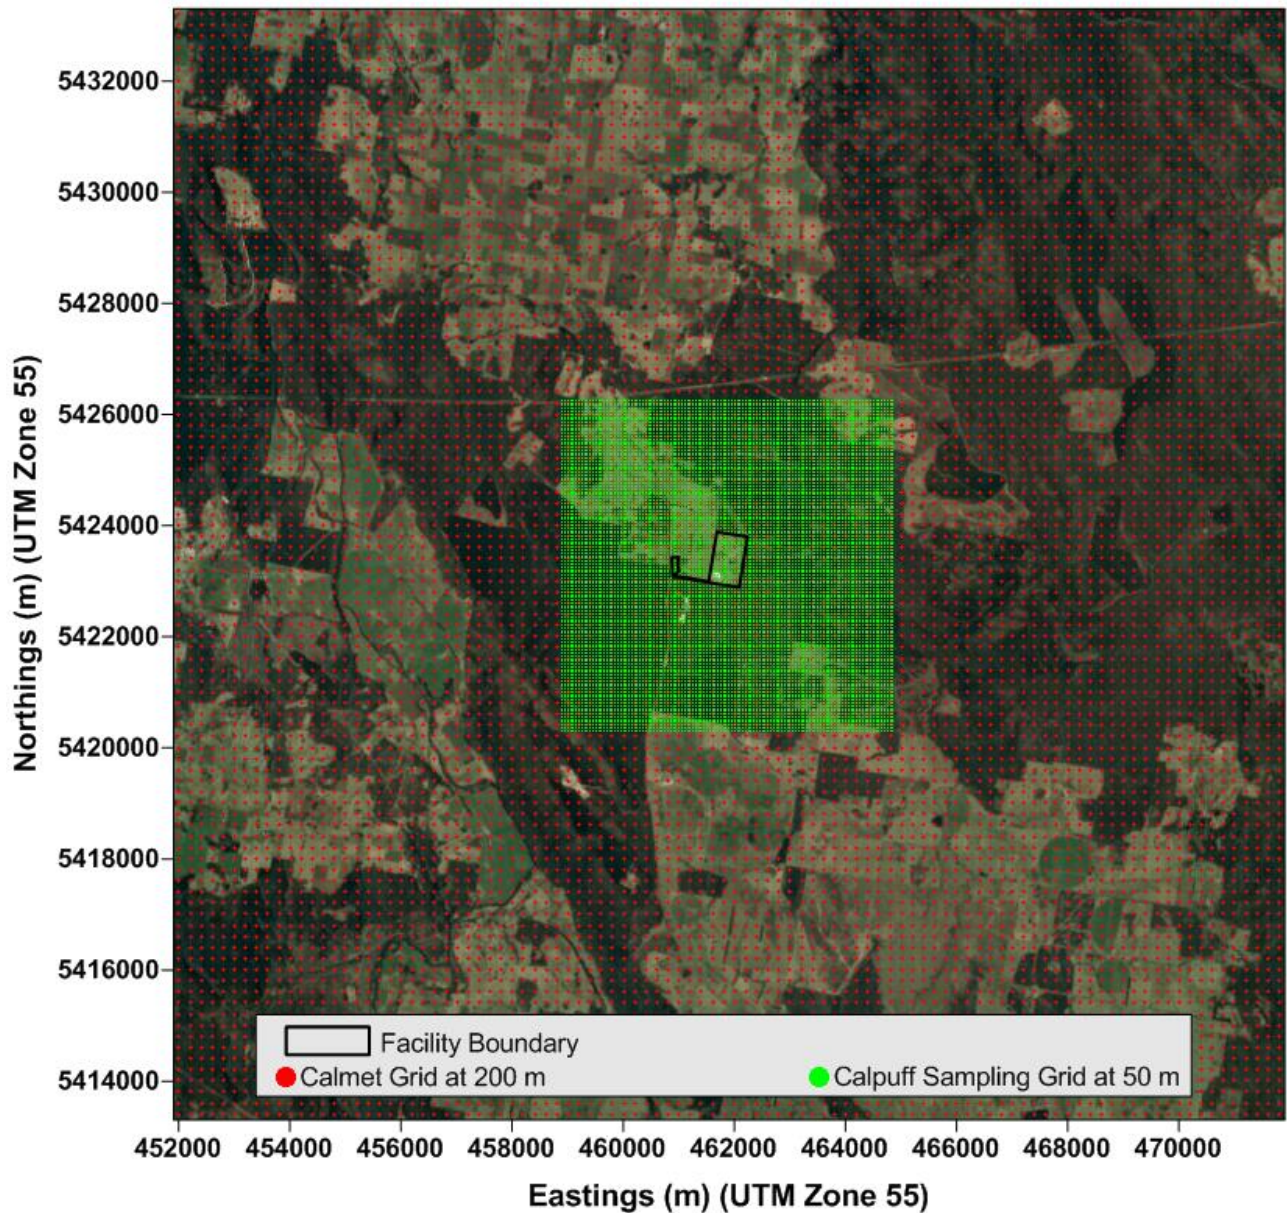 5432000
5430000
5428000
5426000
5424000
5422000
5420000
5418000
5416000
5414000
Northings (m) (UTM Zone 55)
Facility Boundary
Calmet Grid at 200 m Calpuff Sampling Grid at 50 m
452000 454000 456000 458000 460000 462000 464000 466000 468000 470000
Eastings (m) (UTM Zone 55)